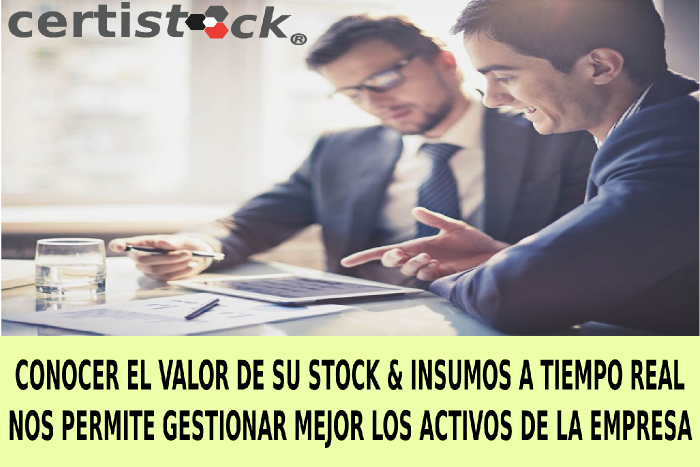 certistock®
CONOCER EL VALOR DE SU STOCK & INSUMOS A TIEMPO REAL
NOS PERMITE GESTIONAR MEJOR LOS ACTIVOS DE LA EMPRESA